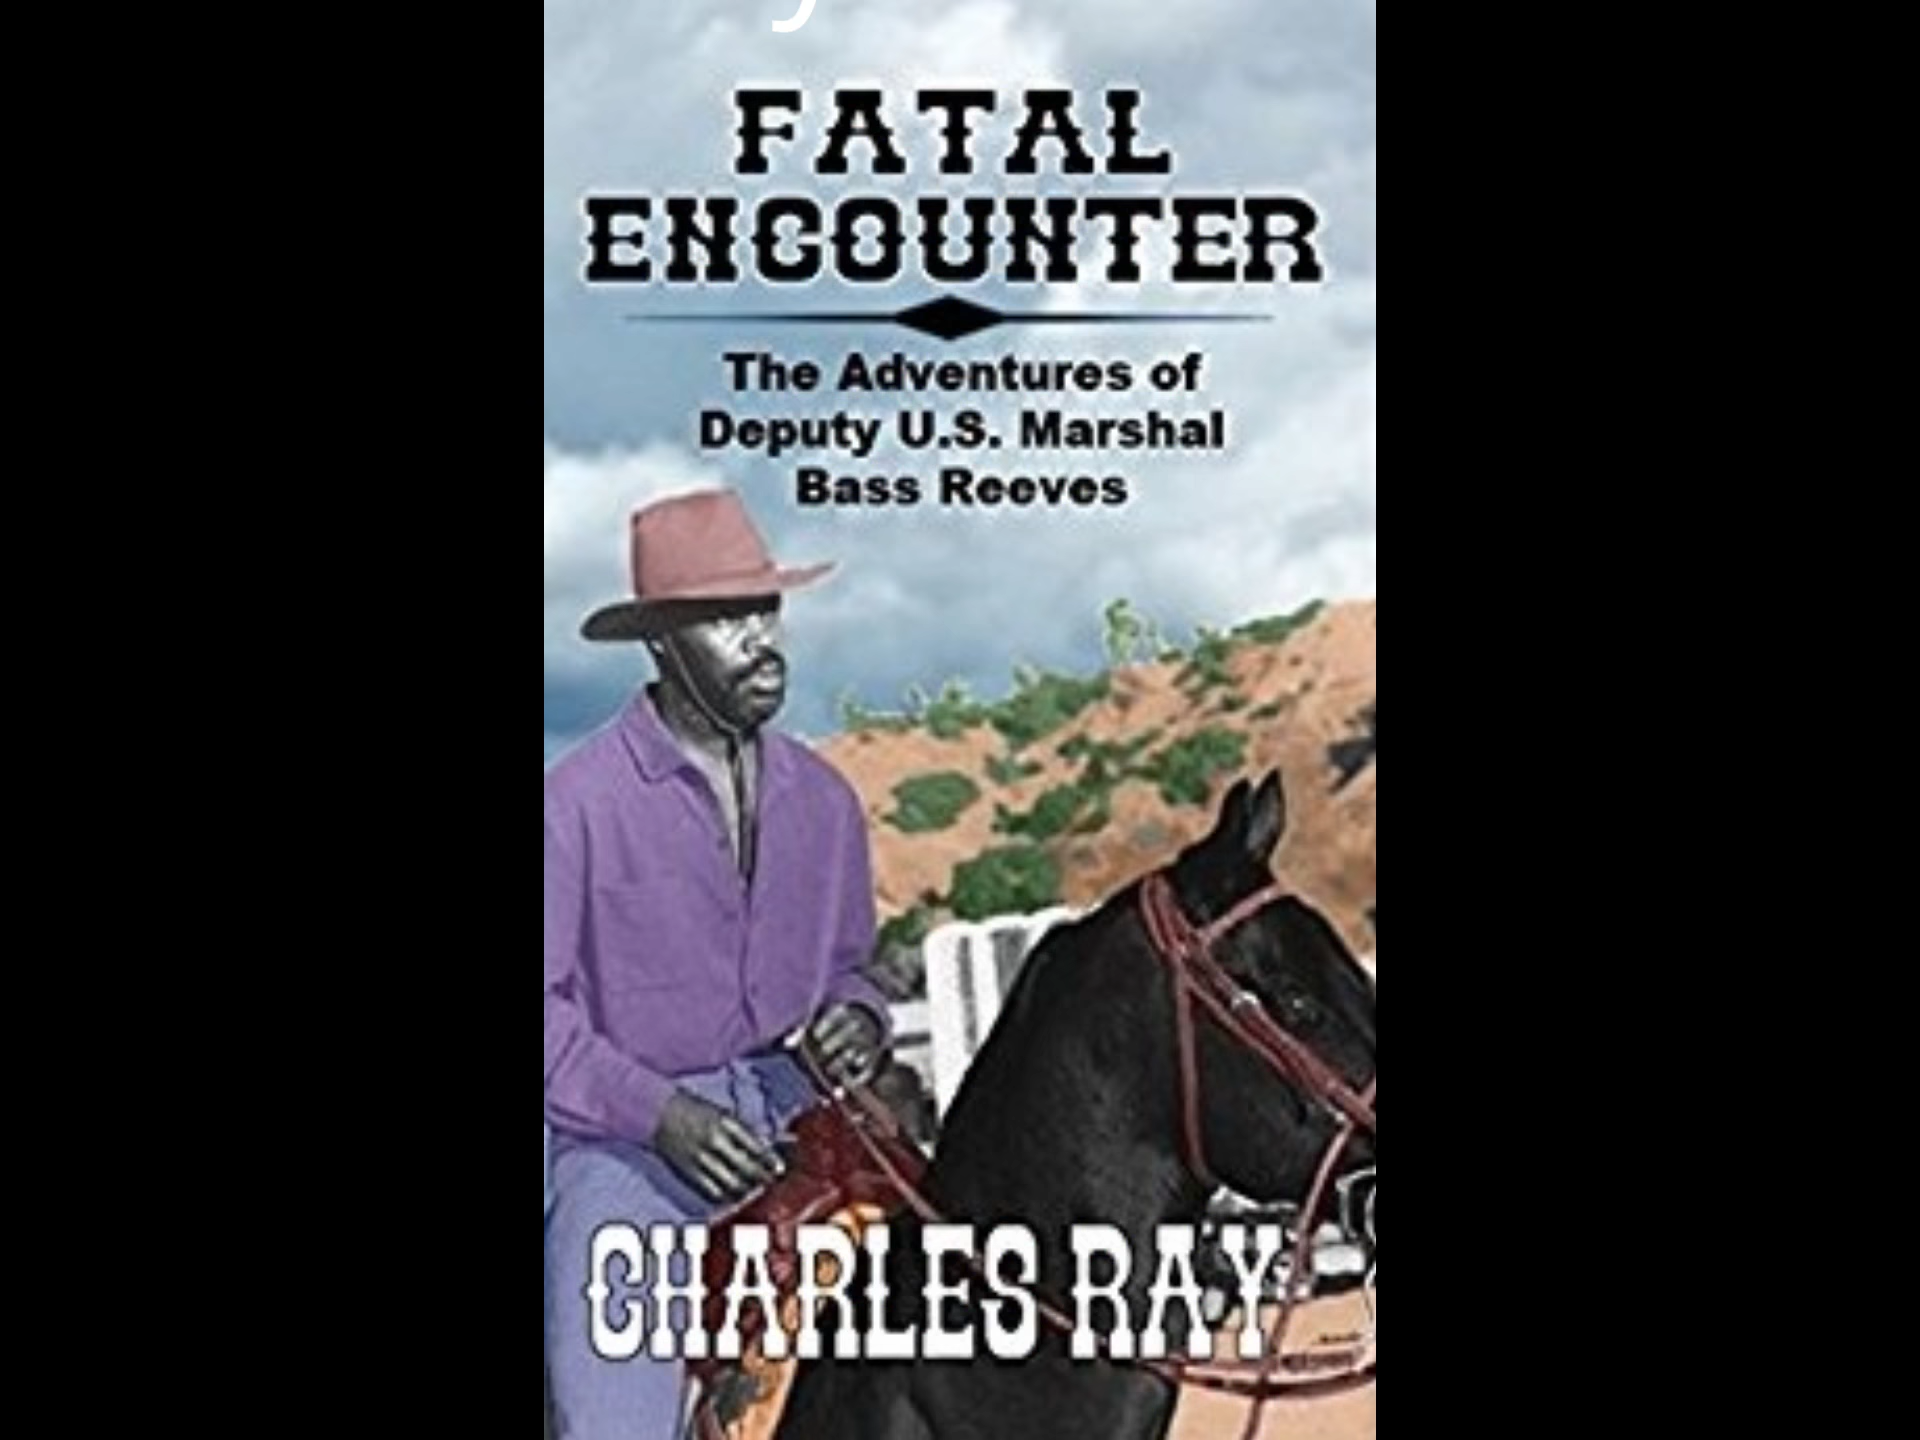 FATAL
ENCOUNTER
The Adventures of
Deputy U.S. Marshal
Bass Reeves
CHARLES RAY